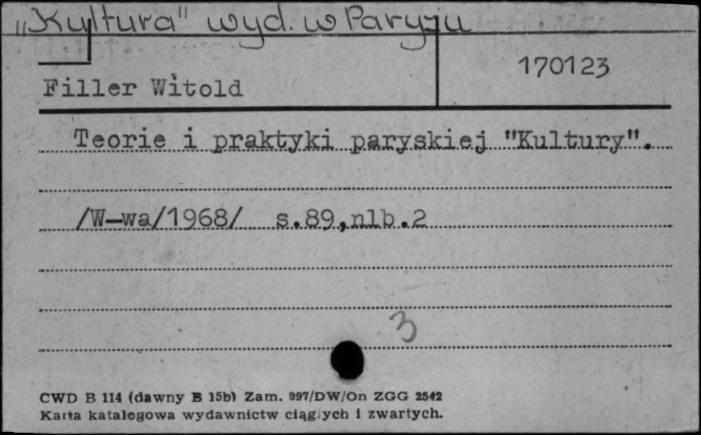 „Kultura" wyd. w Paryżu
170123
Filler Witold
Teorie i praktyki paryskiej "Kultury".
/W-wa/1968/ s.89,nlb.2
3
CWD B 114 (dawny B 15b) Zam. 997/DW/On ZGG 2542
Karta katalogowa wydawnictw ciągłych i zwartych.